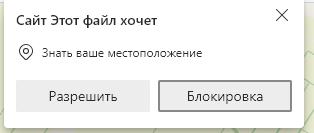 Сайт Этот файл хочет
Знать ваше местоположение
Разрешить
Блокировка